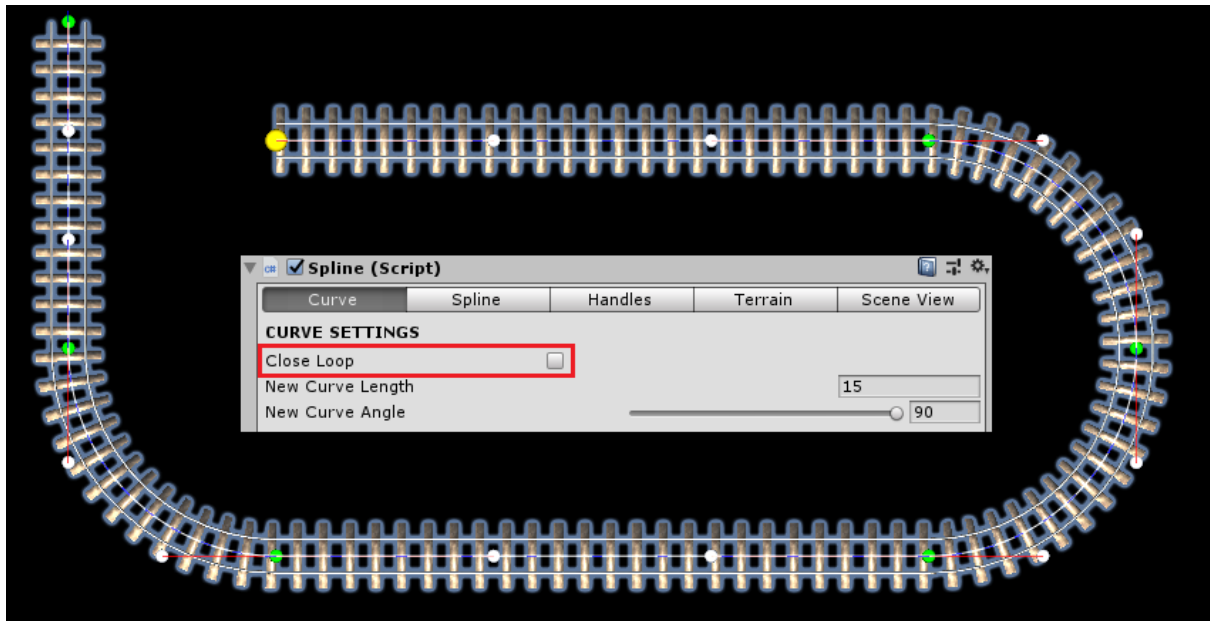 Spline (Script)
Curve Spline Handles Terrain Scene View
CURVE SETTINGS
Close Loop
New Curve Length 15
New Curve Angle 90